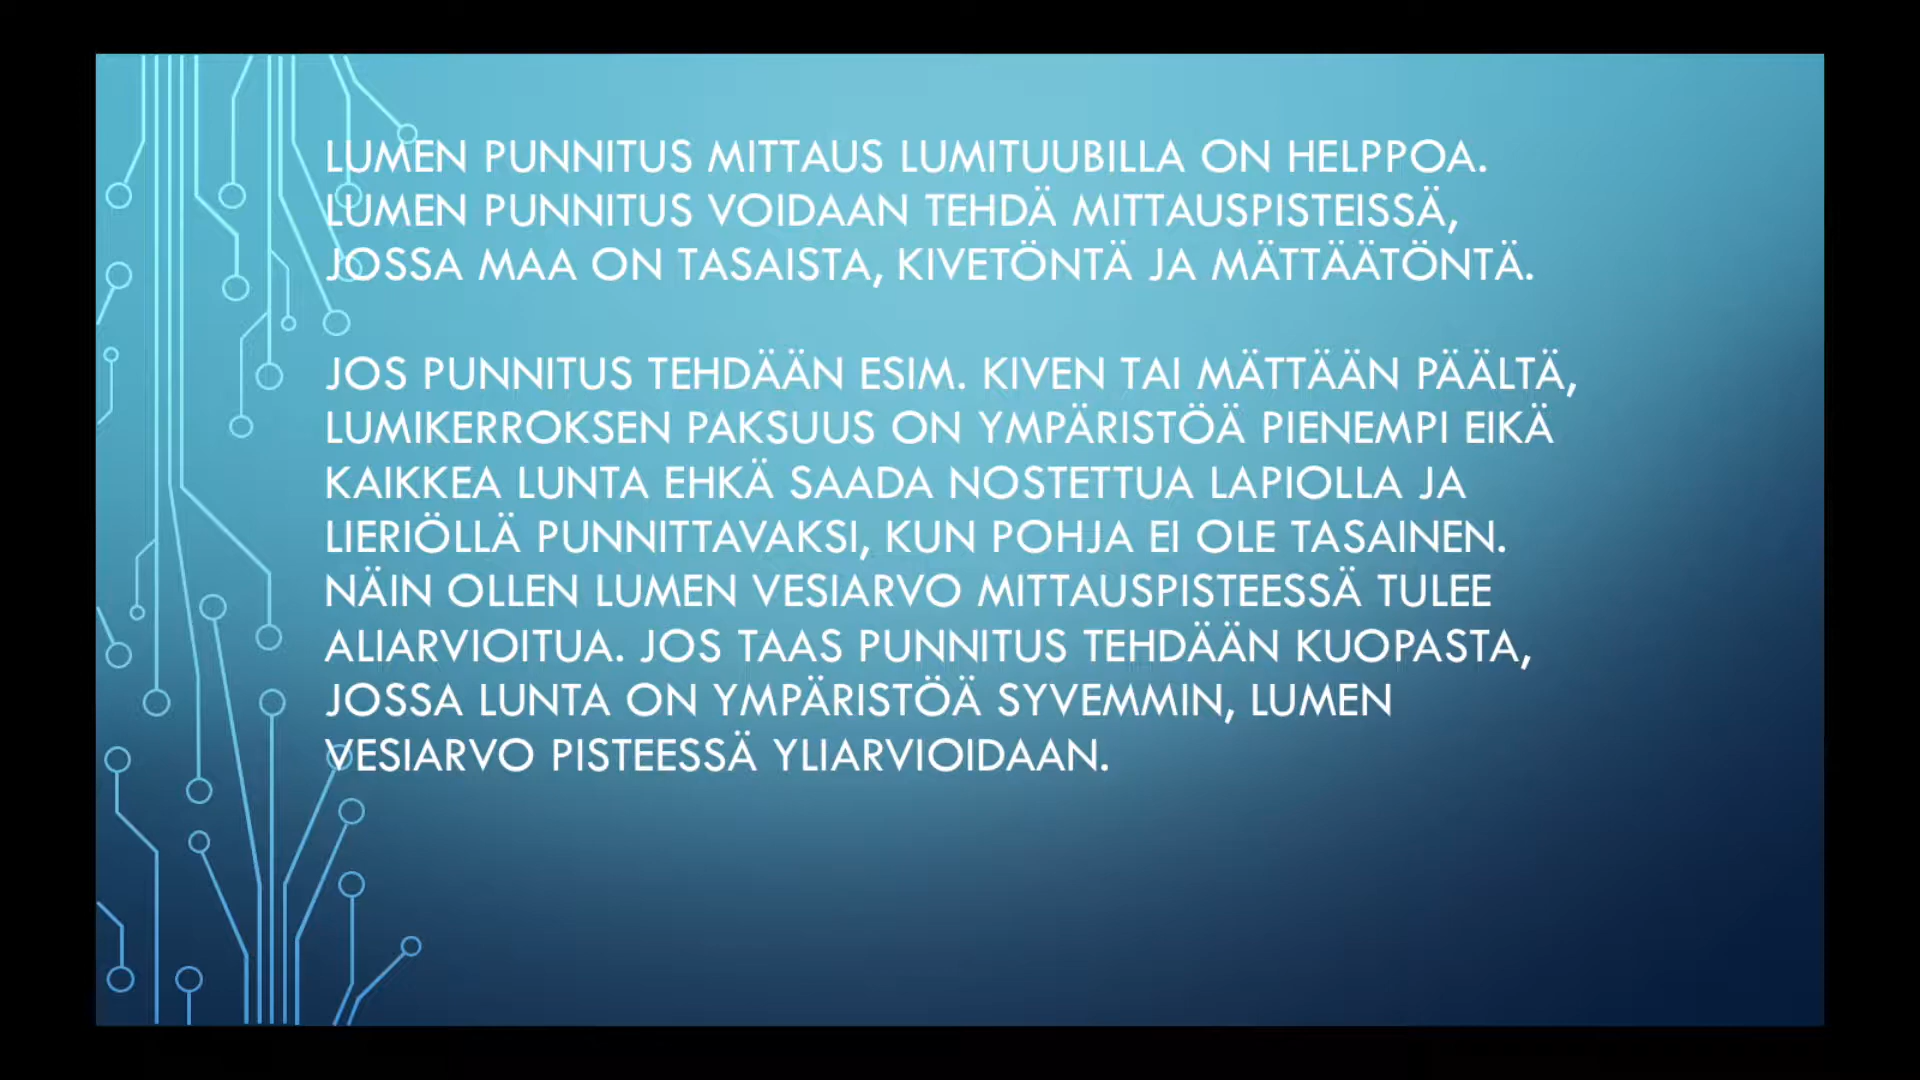 LUMEN PUNNITUS MITTAUS LUMITUUBILLA ON HELPPOA.
LUMEN PUNNITUS VOIDAAN TEHDÄ MITTAUSPISTEISSÄ,
JOSSA MAA ON TASAISTA, KIVETÖNTÄ JA MÄTTÄÄTÖNTÄ.
JOS PUNNITUS TEHDÄÄN ESIM. KIVEN TAI MÄTTÄÄN PÄÄLTÄ,
LUMIKERROKSEN PAKSUUS ON YMPÄRISTÖÄ PIENEMPI EIKÄ
KAIKKEA LUNTA EHKÄ SAADA NOSTETTUA LAPIOLLA JA
LIERIÖLLÄ PUNNITTAVAKSI, KUN POHJA EI OLE TASAINEN.
NÄIN OLLEN LUMEN VESIARVO MITTAUSPISTEESSÄ TULEE
ALIARVIOITUA. JOS TAAS PUNNITUS TEHDÄÄN KUOPASTA,
JOSSA LUNTA ON YMPÄRISTÖÄ SYVEMMIN, LUMEN
VESIARVO PISTEESSÄ YLIARVIOIDAAN.